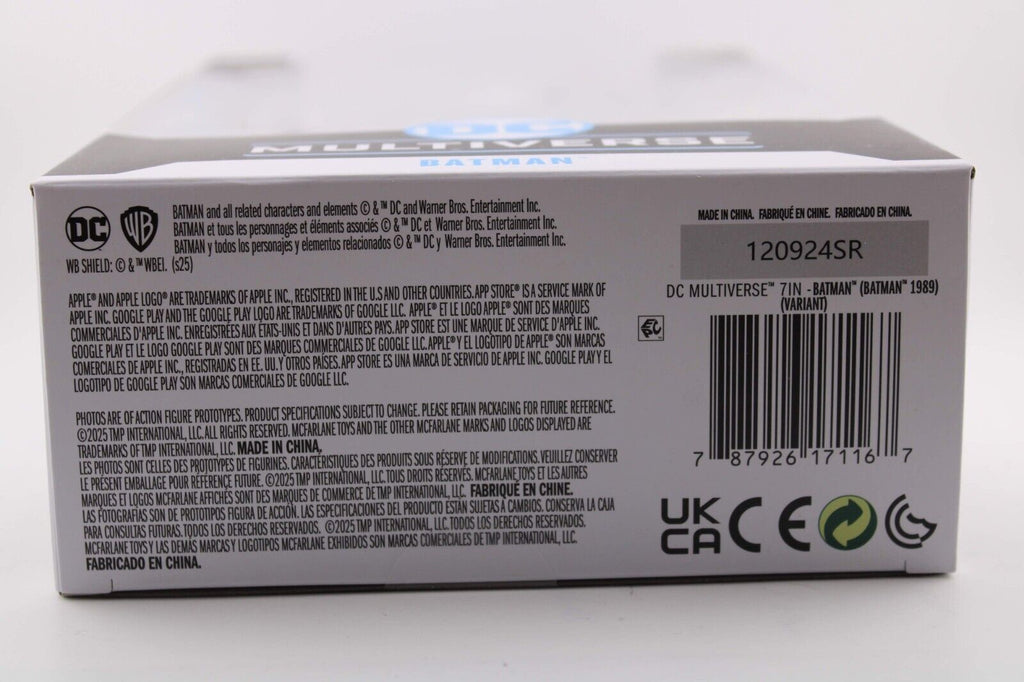 DC
MULTIVERSE
BATMAN™
DC WB
BATMAN and all related characters and elements © & ™ DC and Warner Bros. Entertainment Inc.
BATMAN et tous les personnages et éléments associés © & ™ DC et Warner Bros. Entertainment Inc.
BATMAN y todos los personajes y elementos relacionados © & ™ DC y Warner Bros. Entertainment Inc.
WB SHIELD: © & ™ WBEI. (s25)
APPLE® AND APPLE LOGO® ARE TRADEMARKS OF APPLE INC., REGISTERED IN THE U.S AND OTHER COUNTRIES. APP STORE® IS A SERVICE MARK OF
APPLE INC. GOOGLE PLAY AND THE GOOGLE PLAY LOGO ARE TRADEMARKS OF GOOGLE LLC. APPLE® ET LE LOGO APPLE® SONT DES MARQUES
COMMERCIALES D'APPLE INC. ENREGISTRÉES AUX ÉTATS-UNIS ET DANS D'AUTRES PAYS. APP STORE EST UNE MARQUE DE SERVICE D'APPLE INC.
GOOGLE PLAY ET LE LOGO GOOGLE PLAY SONT DES MARQUES COMMERCIALES DE GOOGLE LLC. APPLE® Y EL LOGOTIPO DE APPLE® SON MARCAS
COMERCIALES DE APPLE INC., REGISTRADAS EN EE. UU. Y OTROS PAÍSES. APP STORE ES UNA MARCA DE SERVICIO DE APPLE INC. GOOGLE PLAY Y EL
LOGOTIPO DE GOOGLE PLAY SON MARCAS COMERCIALES DE GOOGLE LLC.
PHOTOS ARE OF ACTION FIGURE PROTOTYPES. PRODUCT SPECIFICATIONS SUBJECT TO CHANGE. PLEASE RETAIN PACKAGING FOR FUTURE REFERENCE.
©2025 TMP INTERNATIONAL, LLC. ALL RIGHTS RESERVED. MCFARLANE TOYS AND THE OTHER MCFARLANE MARKS AND LOGOS DISPLAYED ARE
TRADEMARKS OF TMP INTERNATIONAL, LLC. MADE IN CHINA.
LES PHOTOS SONT CELLES DES PROTOTYPES DE FIGURINES. CARACTÉRISTIQUES DES PRODUITS SOUS RÉSERVE DE MODIFICATIONS. VEUILLEZ CONSERVER
LE PRÉSENT EMBALLAGE POUR RÉFÉRENCE FUTURE. ©2025 TMP INTERNATIONAL, LLC. TOUS DROITS RÉSERVÉS. MCFARLANE TOYS ET LES AUTRES
MARQUES ET LOGOS MCFARLANE AFFICHÉS SONT DES MARQUES DE COMMERCE DE TMP INTERNATIONAL, LLC. FABRIQUÉ EN CHINE.
LAS FOTOGRAFÍAS SON DE PROTOTIPOS FIGURA DE ACCIÓN. LAS ESPECIFICACIONES DEL PRODUCTO ESTÁN SUJETAS A CAMBIOS. CONSERVA LA CAJA
PARA CONSULTAS FUTURAS. TODOS LOS DERECHOS RESERVADOS. ©2025 TMP INTERNATIONAL, LLC. TODOS LOS DERECHOS RESERVADOS.
MCFARLANE TOYS Y LAS DEMÁS MARCAS Y LOGOTIPOS MCFARLANE EXHIBIDOS SON MARCAS COMERCIALES DE TMP INTERNATIONAL, LLC.
FABRICADO EN CHINA.
MADE IN CHINA. FABRIQUÉ EN CHINE. FABRICADO EN CHINA.
120924SR
DC MULTIVERSE™ 7IN - BATMAN™ (BATMAN™ 1989)
(VARIANT)
7 87926 17116 7
UK
CA CE